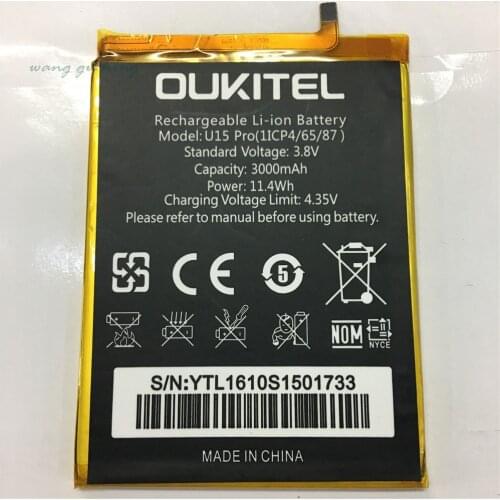 OUKITEL
Rechargeable Li-ion Battery
Model: U15 Pro(1ICP4/65/87 )
Standard Voltage: 3.8V
Capacity: 3000mAh
Power: 11.4Wh
Charging Voltage Limit: 4.35V
Please refer to manual before using battery.
CE
5
NOM
NYCE
S/N:YTL1610S1501733
MADE IN CHINA